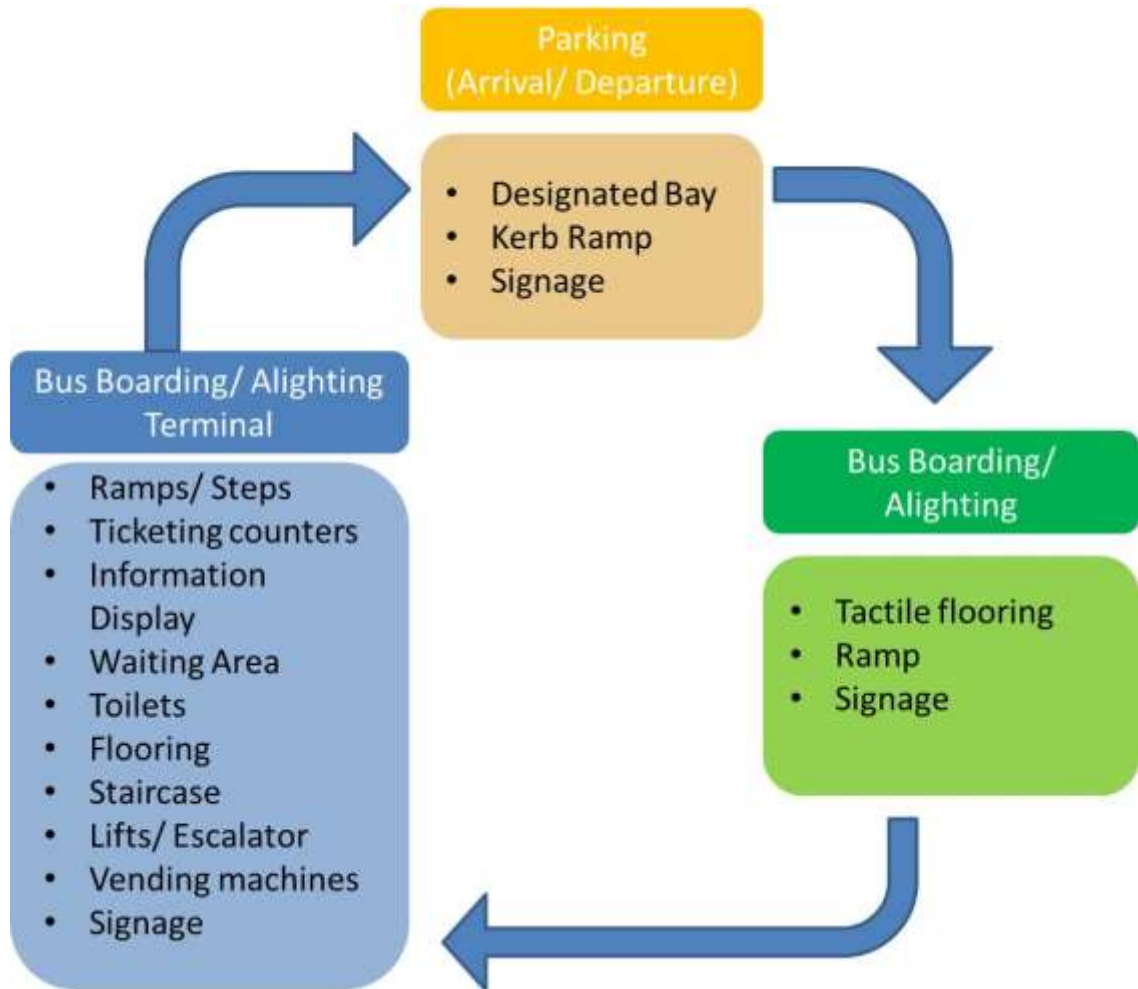 Parking
(Arrival/ Departure)
• Designated Bay
• Kerb Ramp
• Signage
Bus Boarding/
Alighting
• Tactile flooring
• Ramp
• Signage
Bus Boarding/ Alighting
Terminal
• Ramps/ Steps
• Ticketing counters
• Information
Display
• Waiting Area
• Toilets
• Flooring
• Staircase
• Lifts/ Escalator
• Vending machines
• Signage